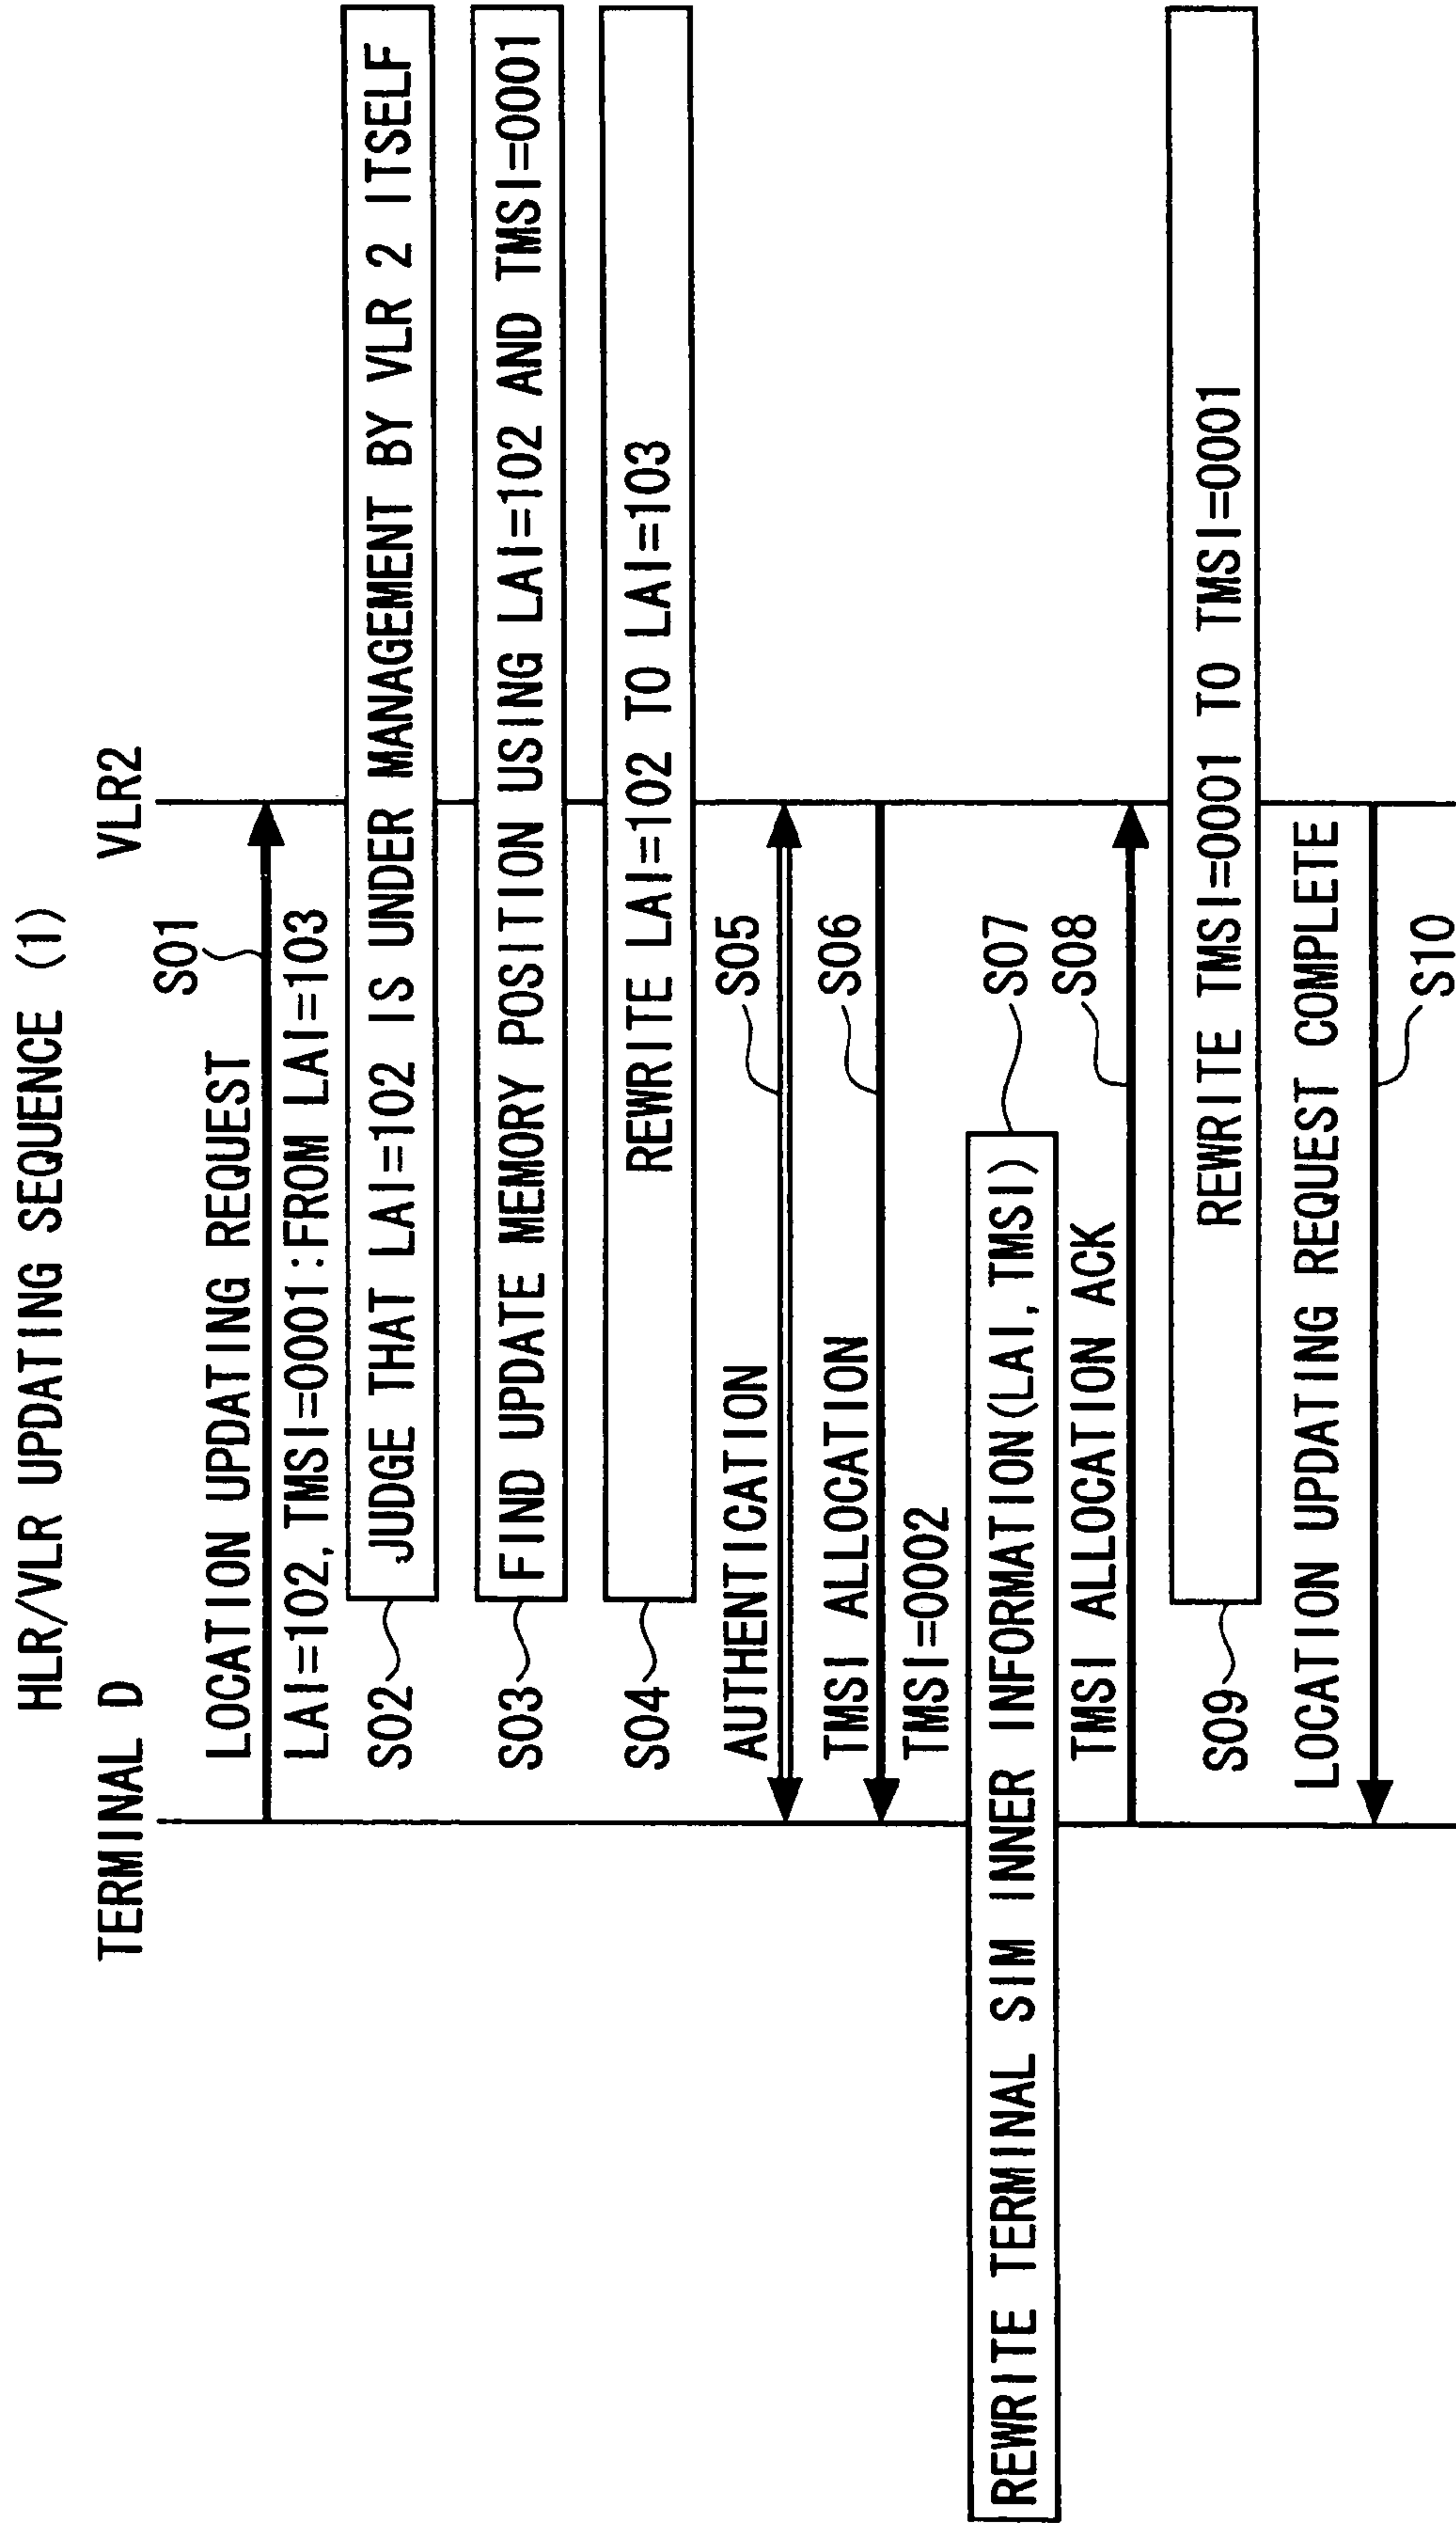 HLR/VLR UPDATING SEQUENCE (1)
TERMINAL D
VLR2
S01
LOCATION UPDATING REQUEST
LAI=102, TMSI=0001:FROM LAI=103
S02
JUDGE THAT LAI=102 IS UNDER MANAGEMENT BY VLR 2 ITSELF
S03
FIND UPDATE MEMORY POSITION USING LAI=102 AND TMSI=0001
S04
REWRITE LAI=102 TO LAI=103
AUTHENTICATION
S05
TMSI ALLOCATION
S06
TMSI=0002
REWRITE TERMINAL SIM INNER INFORMATION(LAI,TMSI)
S07
TMSI ALLOCATION ACK
S08
S09
REWRITE TMSI=0001 TO TMSI=0001
LOCATION UPDATING REQUEST COMPLETE
S10